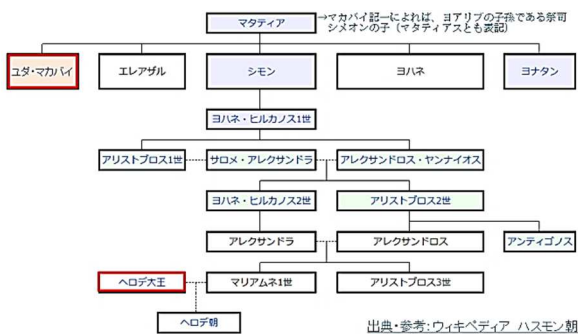 マタティア
→マカバイ記一によれば、ヨアリブの子孫である祭司
シメオンの子（マタティアスとも表記）
ユダ・マカバイ
エレアザル
シモン
ヨハネ
ヨナタン
ヨハネ・ヒルカノス1世
アリストブロス1世
サロメ・アレクサンドラ
アレクサンドロス・ヤンナイオス
ヨハネ・ヒルカノス2世
アリストブロス2世
アレクサンドラ
アレクサンドロス
アンティゴノス
ヘロデ大王
マリアムネ1世
アリストブロス3世
ヘロデ朝
出典・参考：ウィキペディア ハスモン朝